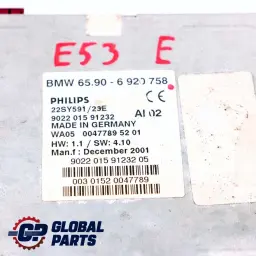 E53 E
BMW 65.90 - 6 920 758
PHILIPS
22SY591/23E
9022 015 91232
AI 02
MADE IN GERMANY
WA05 0047789 52 01
HW: 1.1 / SW: 4.10
Man.f : December 2001
9022 015 91232 05
003 0152 0047789
GP GLOBAL
PARTS